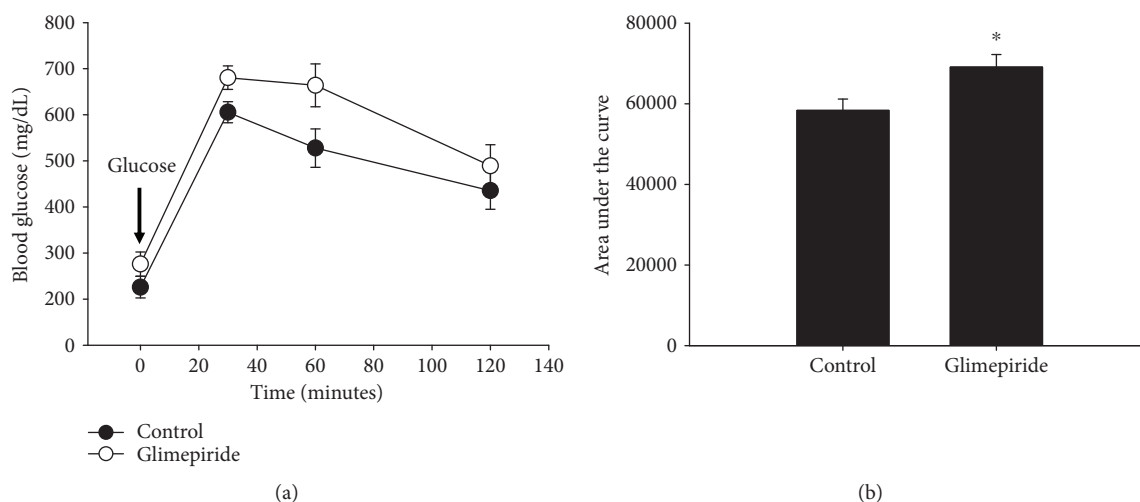 800
700
600
500
400
300
200
0
Blood glucose (mg/dL)
Glucose
0 20 40 60 80 100 120 140
Time (minutes)
Control
Glimepiride
(a)
80000
60000
40000
20000
0
Area under the curve
*
Control Glimepiride
(b)